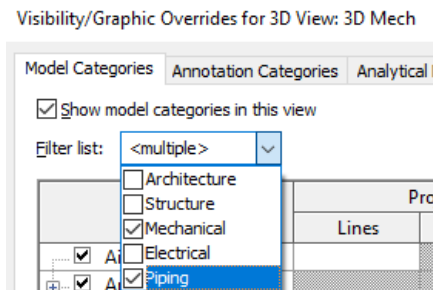 Visibility/Graphic Overrides for 3D View: 3D Mech
Model Categories Annotation Categories Analytical
Show model categories in this view
Filter list: <multiple>
Architecture
Structure
Pro
Mechanical
Lines
Electrical
Piping